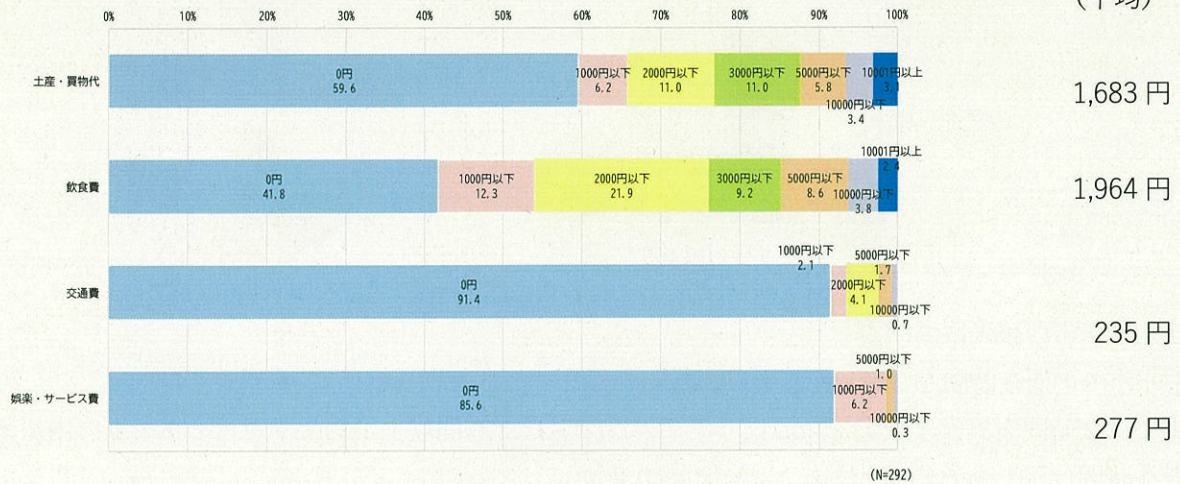 0% 10% 20% 30% 40% 50% 60% 70% 80% 90% 100%
土産・買物代
0円
59.6
1000円以下
6.2
2000円以下
11.0
3000円以下
11.0
5000円以下
5.8
10000円以下
3.4
10001円以上
3.1
1,683 円
飲食費
0円
41.8
1000円以下
12.3
2000円以下
21.9
3000円以下
9.2
5000円以下
8.6
10000円以下
3.8
10001円以上
2.4
1,964 円
交通費
0円
91.4
1000円以下
2.1
2000円以下
4.1
5000円以下
1.7
10000円以下
0.7
235 円
娯楽・サービス費
0円
85.6
1000円以下
6.2
5000円以下
1.0
10000円以下
0.3
277 円
(N=292)